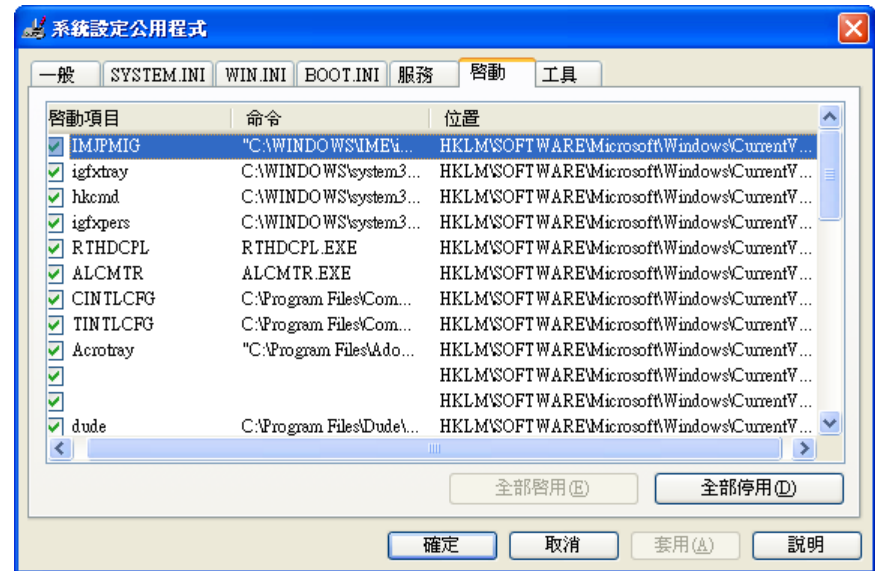 系統設定公用程式
一般 SYSTEM.INI WIN.INI BOOT.INI 服務 啓動 工具
啓動項目 命令 位置
IMJPMIG "C:\WINDOWS\IME\i... HKLM\SOFTWARE\Microsoft\Windows\CurrentV...
igfxtray C:\WINDOWS\system3... HKLM\SOFTWARE\Microsoft\Windows\CurrentV...
hkcmd C:\WINDOWS\system3... HKLM\SOFTWARE\Microsoft\Windows\CurrentV...
igfxpers C:\WINDOWS\system3... HKLM\SOFTWARE\Microsoft\Windows\CurrentV...
RTHDCPL RTHDCPL.EXE HKLM\SOFTWARE\Microsoft\Windows\CurrentV...
ALCMTR ALCMTR.EXE HKLM\SOFTWARE\Microsoft\Windows\CurrentV...
CINTLCFG C:\Program Files\Com... HKLM\SOFTWARE\Microsoft\Windows\CurrentV...
TINTLCFG C:\Program Files\Com... HKLM\SOFTWARE\Microsoft\Windows\CurrentV...
Acrotray "C:\Program Files\Ado... HKLM\SOFTWARE\Microsoft\Windows\CurrentV...
HKLM\SOFTWARE\Microsoft\Windows\CurrentV...
HKLM\SOFTWARE\Microsoft\Windows\CurrentV...
dude C:\Program Files\Dude\... HKLM\SOFTWARE\Microsoft\Windows\CurrentV...
全部啓用(E) 全部停用(D)
確定 取消 套用(A) 說明